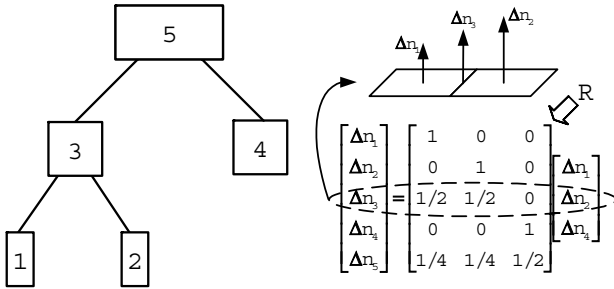 5
3
4
1
2
Δn₁
Δn₃
Δn₂
R
Δn₁ 1 0 0
Δn₂ 0 1 0 Δn₁
Δn₃ = 1/2 1/2 0 Δn₂
Δn₄ 0 0 1 Δn₄
Δn₅ 1/4 1/4 1/2